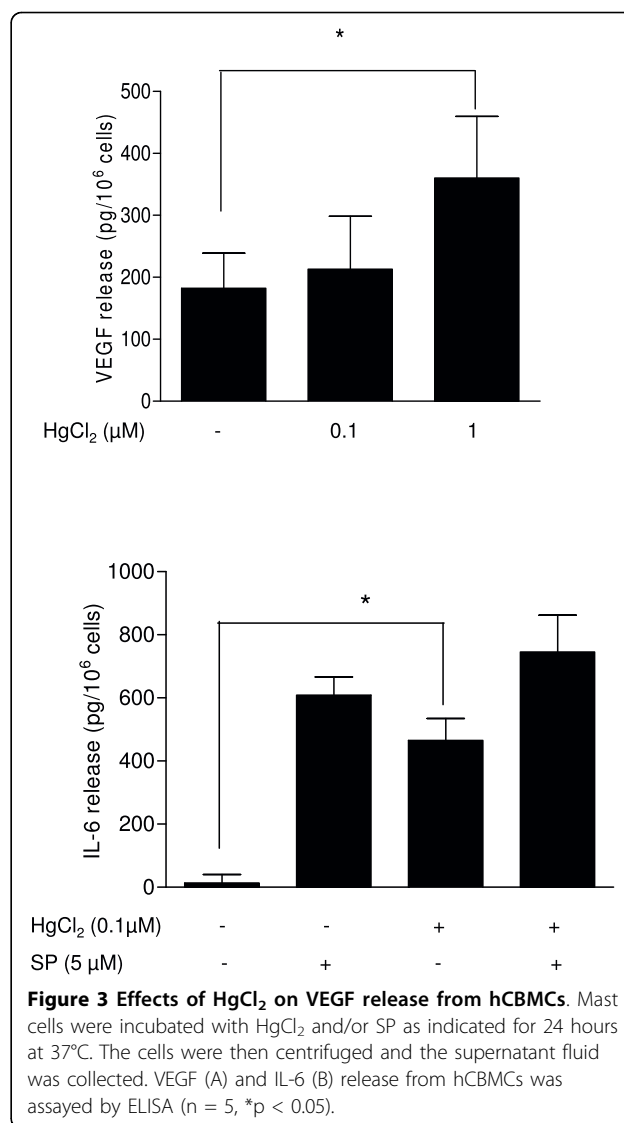 *
500
400
300
200
100
0
VEGF release (pg/10⁶ cells)
HgCl₂ (µM) - 0.1 1
1000
800
600
400
200
0
*
IL-6 release (pg/10⁶ cells)
HgCl₂ (0.1µM) - - + +
SP (5 µM) - + - +
Figure 3 Effects of HgCl₂ on VEGF release from hCBMCs. Mast
cells were incubated with HgCl₂ and/or SP as indicated for 24 hours
at 37°C. The cells were then centrifuged and the supernatant fluid
was collected. VEGF (A) and IL-6 (B) release from hCBMCs was
assayed by ELISA (n = 5, *p < 0.05).